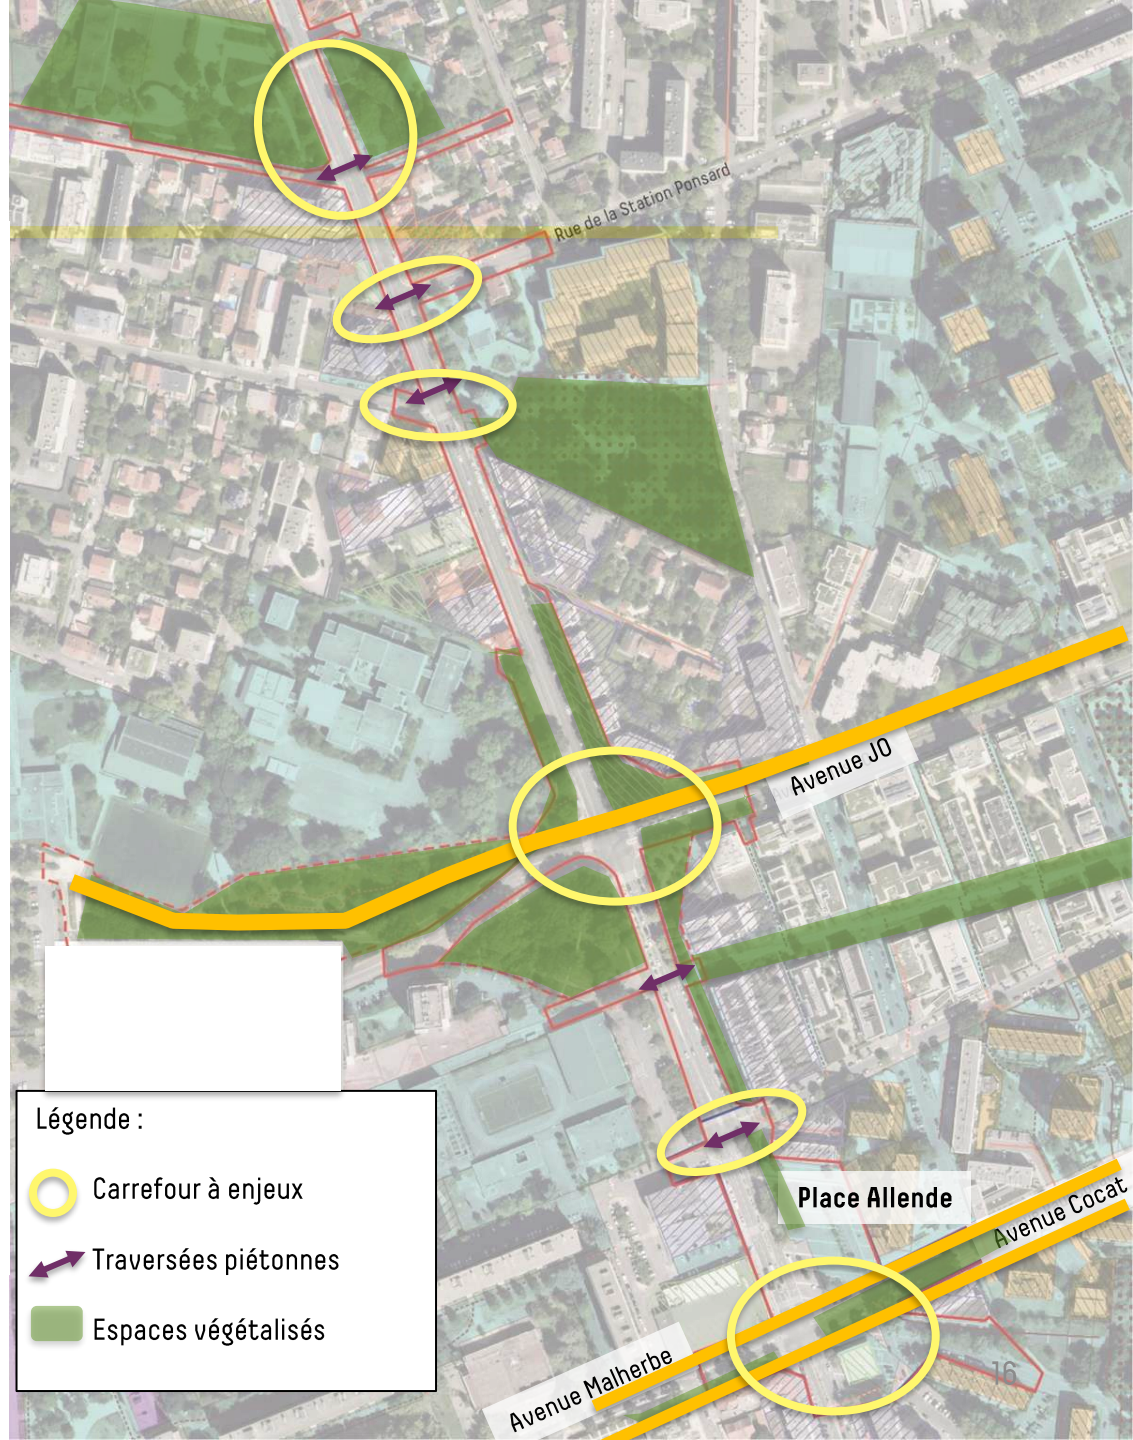 Rue de la Station Ponsard
Avenue JO
Légende :
Carrefour à enjeux
Traversées piétonnes
Espaces végétalisés
Place Allende
Avenue Cocat
Avenue Malherbe
16